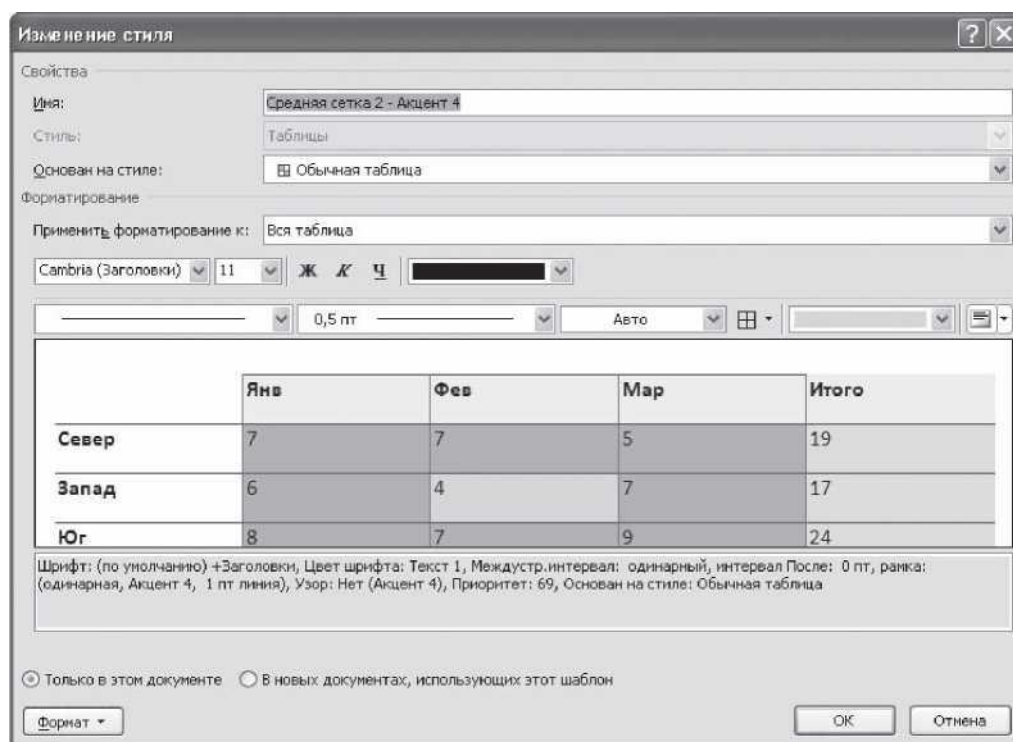 Изменение стиля
Свойства
Имя: Средняя сетка 2 - Акцент 4
Стиль: Таблицы
Основан на стиле: Обычная таблица
Форматирование
Применить форматирование к: Вся таблица
Cambria (Заголовки) 11 Ж К Ч
0,5 пт Авто
Янв Фев Мар Итого
Север 7 7 5 19
Запад 6 4 7 17
Юг 8 7 9 24
Шрифт: (по умолчанию) +Заголовки, Цвет шрифта: Текст 1, Междустр.интервал: одинарный, интервал После: 0 пт, рамка:
(одинарная, Акцент 4, 1 пт линия), Узор: Нет (Акцент 4), Приоритет: 69, Основан на стиле: Обычная таблица
Только в этом документе В новых документах, использующих этот шаблон
Формат ОК Отмена